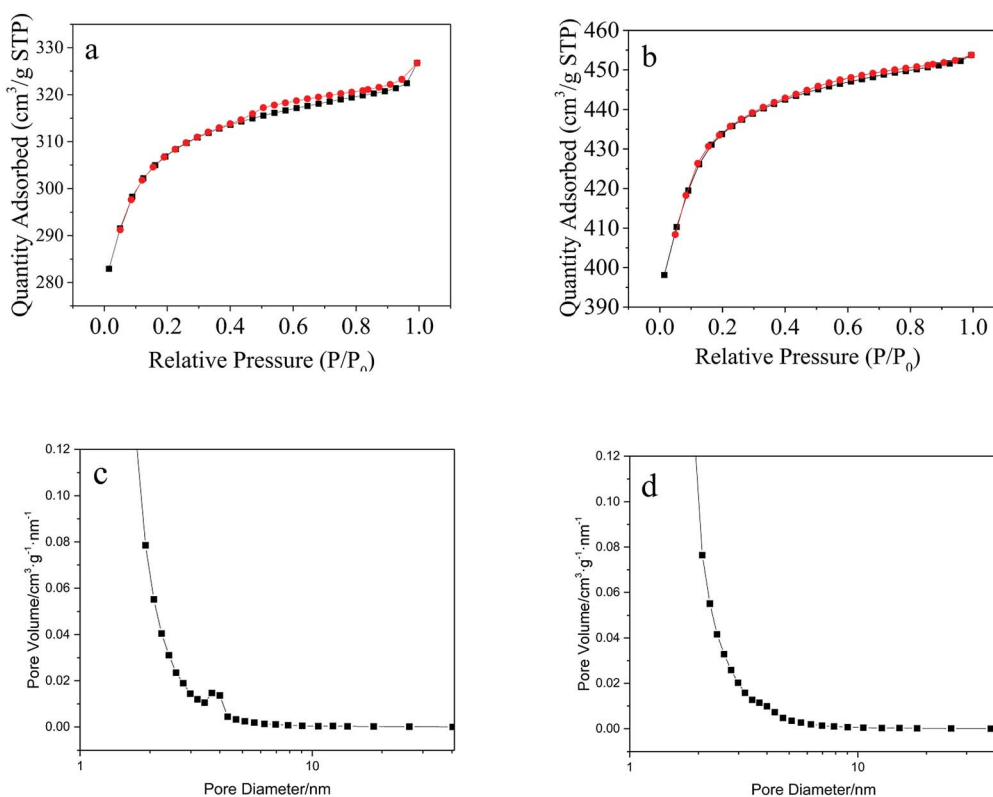 a
Quantity Adsorbed (cm³/g STP)
330
320
310
300
290
280
0.0 0.2 0.4 0.6 0.8 1.0
Relative Pressure (P/P₀)
b
Quantity Adsorbed (cm³/g STP)
460
450
440
430
420
410
400
390
0.0 0.2 0.4 0.6 0.8 1.0
Relative Pressure (P/P₀)
c
Pore Volume/cm³·g⁻¹·nm⁻¹
0.12
0.10
0.08
0.06
0.04
0.02
0.00
1 10
Pore Diameter/nm
d
Pore Volume/cm³·g⁻¹·nm⁻¹
0.12
0.10
0.08
0.06
0.04
0.02
0.00
1 10
Pore Diameter/nm